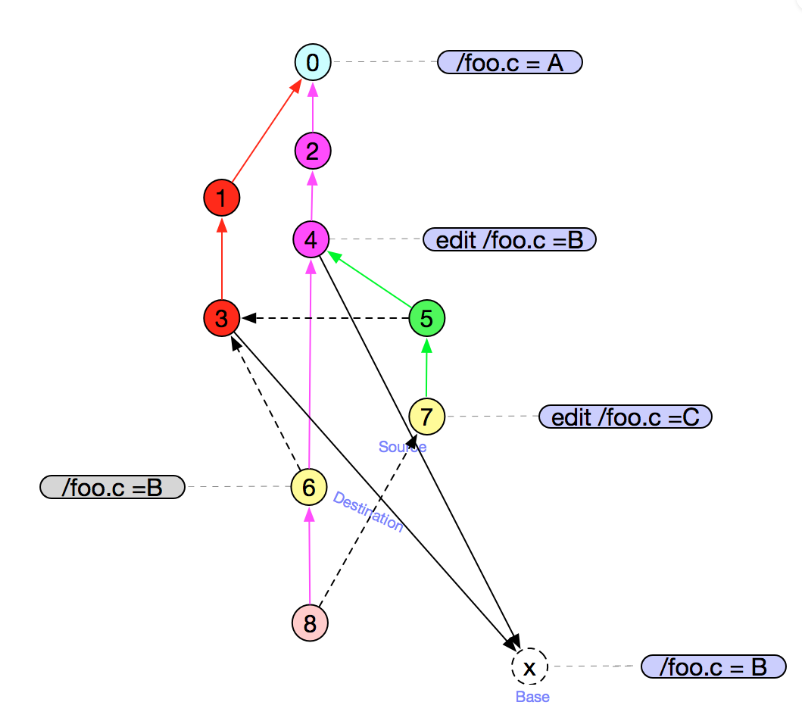 0
/foo.c = A
2
1
4
edit /foo.c =B
3
5
7
edit /foo.c =C
Source
/foo.c =B
6
Destination
8
x
/foo.c = B
Base